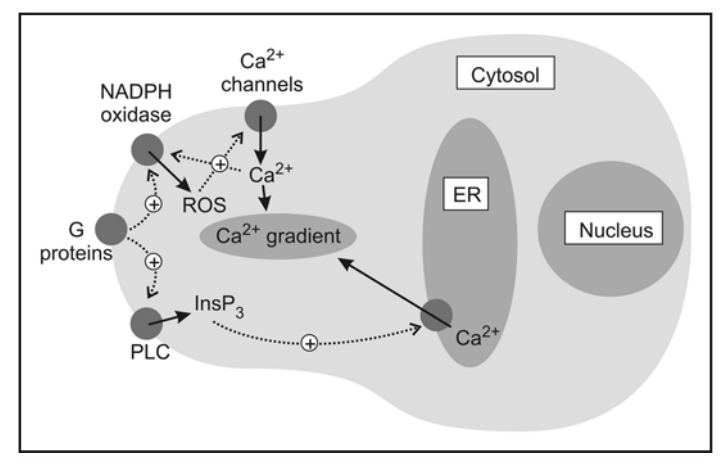 Ca²⁺
channels
NADPH
oxidase
Cytosol
+
Ca²⁺
ROS
ER
+
G
proteins
Ca²⁺ gradient
Nucleus
+
InsP₃
PLC
+
Ca²⁺